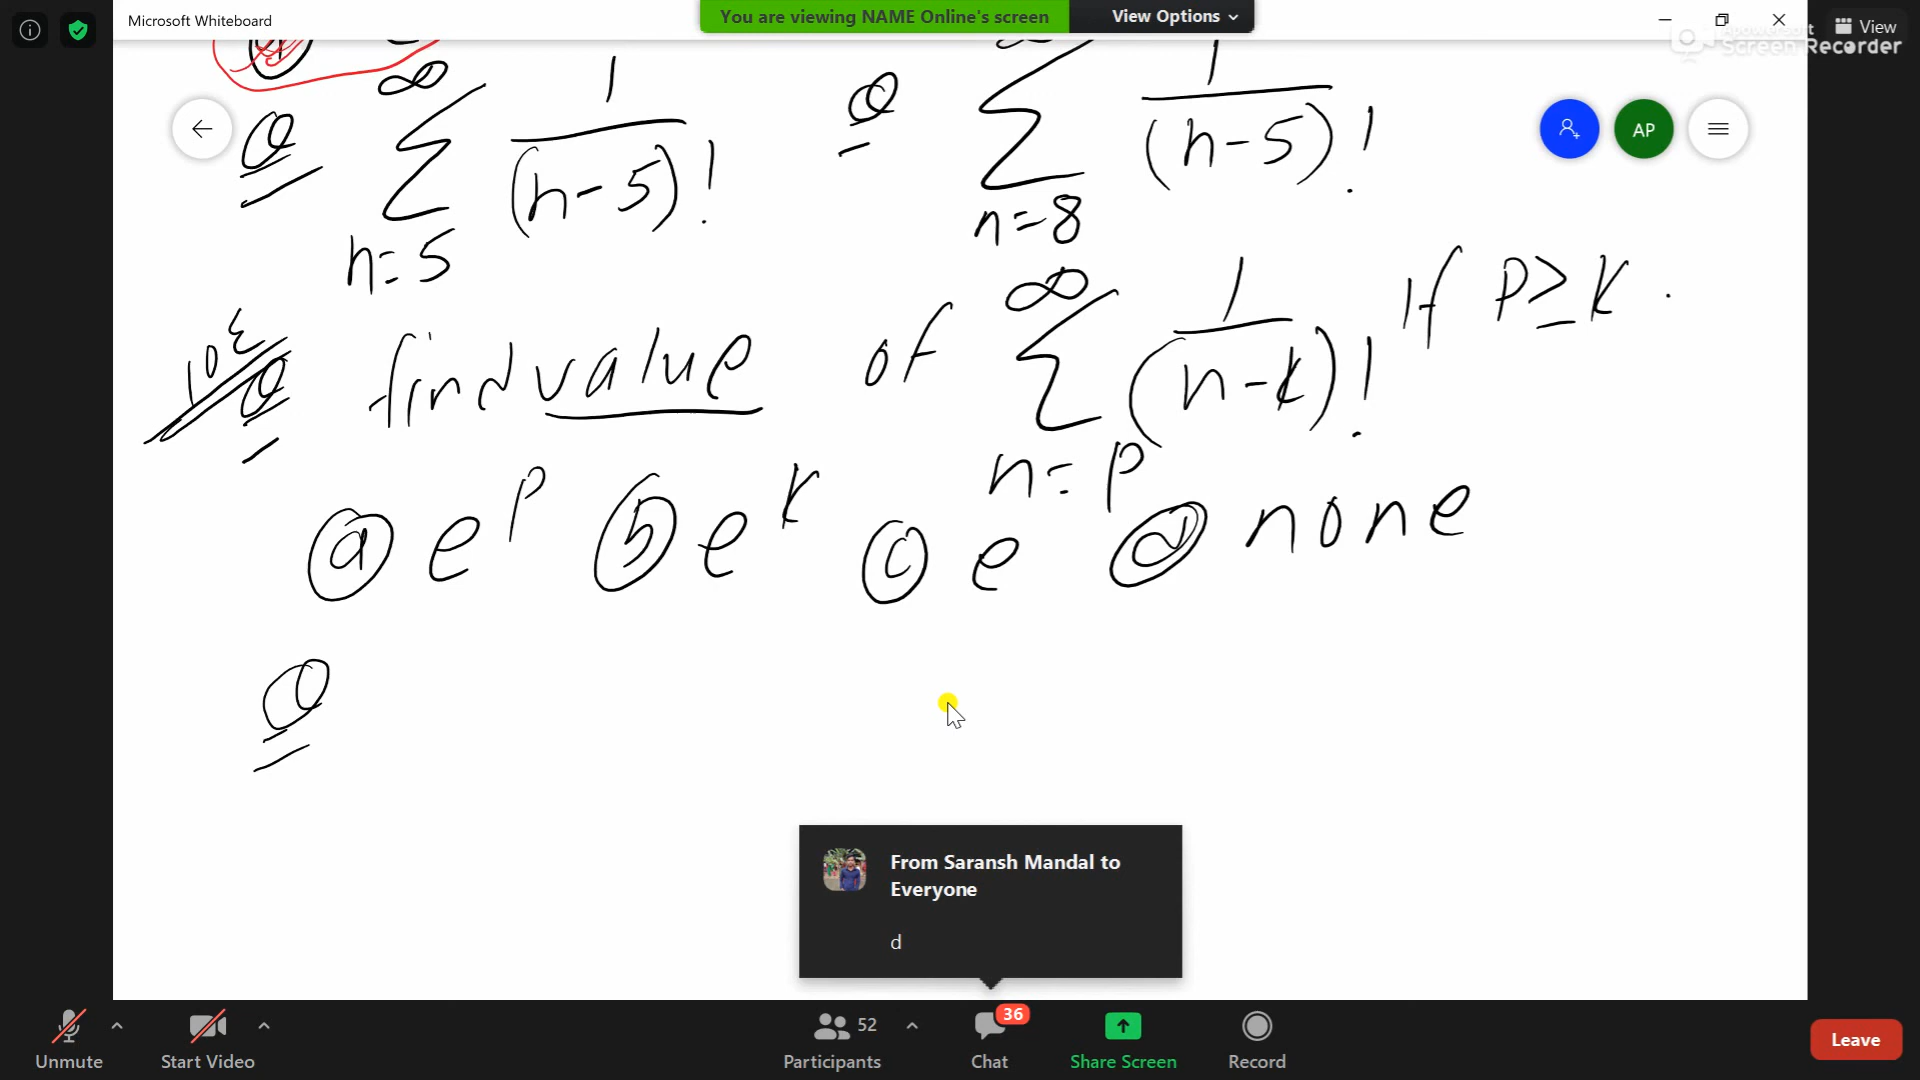 Microsoft Whiteboard
You are viewing NAME Online's screen
View Options
View
Apowersoft
Screen Recorder
Q ∑ n=5 ∞ 1/(n-5)!
Q ∑ n=8 1/(n-5)!
AP
Q find value of ∑ n=p ∞ 1/(n-k)! If P≥K.
(a) e^p (b) e^k (c) e (d) none
Q
From Saransh Mandal to
Everyone
d
Unmute
Start Video
52
Participants
36
Chat
Share Screen
Record
Leave